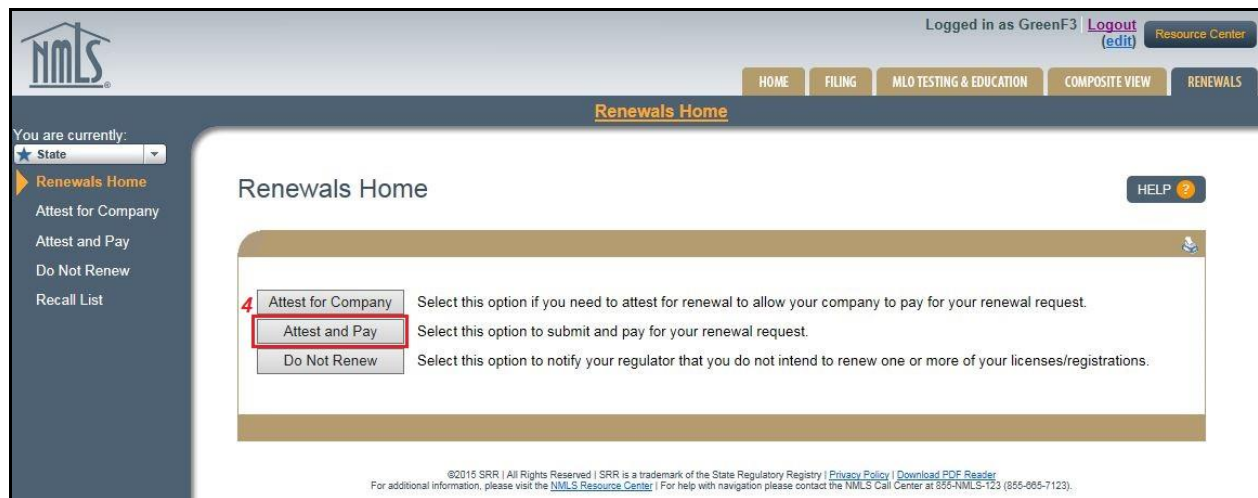 NMLS
®
Logged in as GreenF3 | Logout
(edit)
Resource Center
HOME
FILING
MLO TESTING & EDUCATION
COMPOSITE VIEW
RENEWALS
Renewals Home
You are currently:
State
Renewals Home
Attest for Company
Attest and Pay
Do Not Renew
Recall List
Renewals Home
HELP ?
4
Attest for Company Select this option if you need to attest for renewal to allow your company to pay for your renewal request.
Attest and Pay Select this option to submit and pay for your renewal request.
Do Not Renew Select this option to notify your regulator that you do not intend to renew one or more of your licenses/registrations.
©2015 SRR | All Rights Reserved | SRR is a trademark of the State Regulatory Registry | Privacy Policy | Download PDF Reader
For additional information, please visit the NMLS Resource Center | For help with navigation please contact the NMLS Call Center at 855-NMLS-123 (855-665-7123).